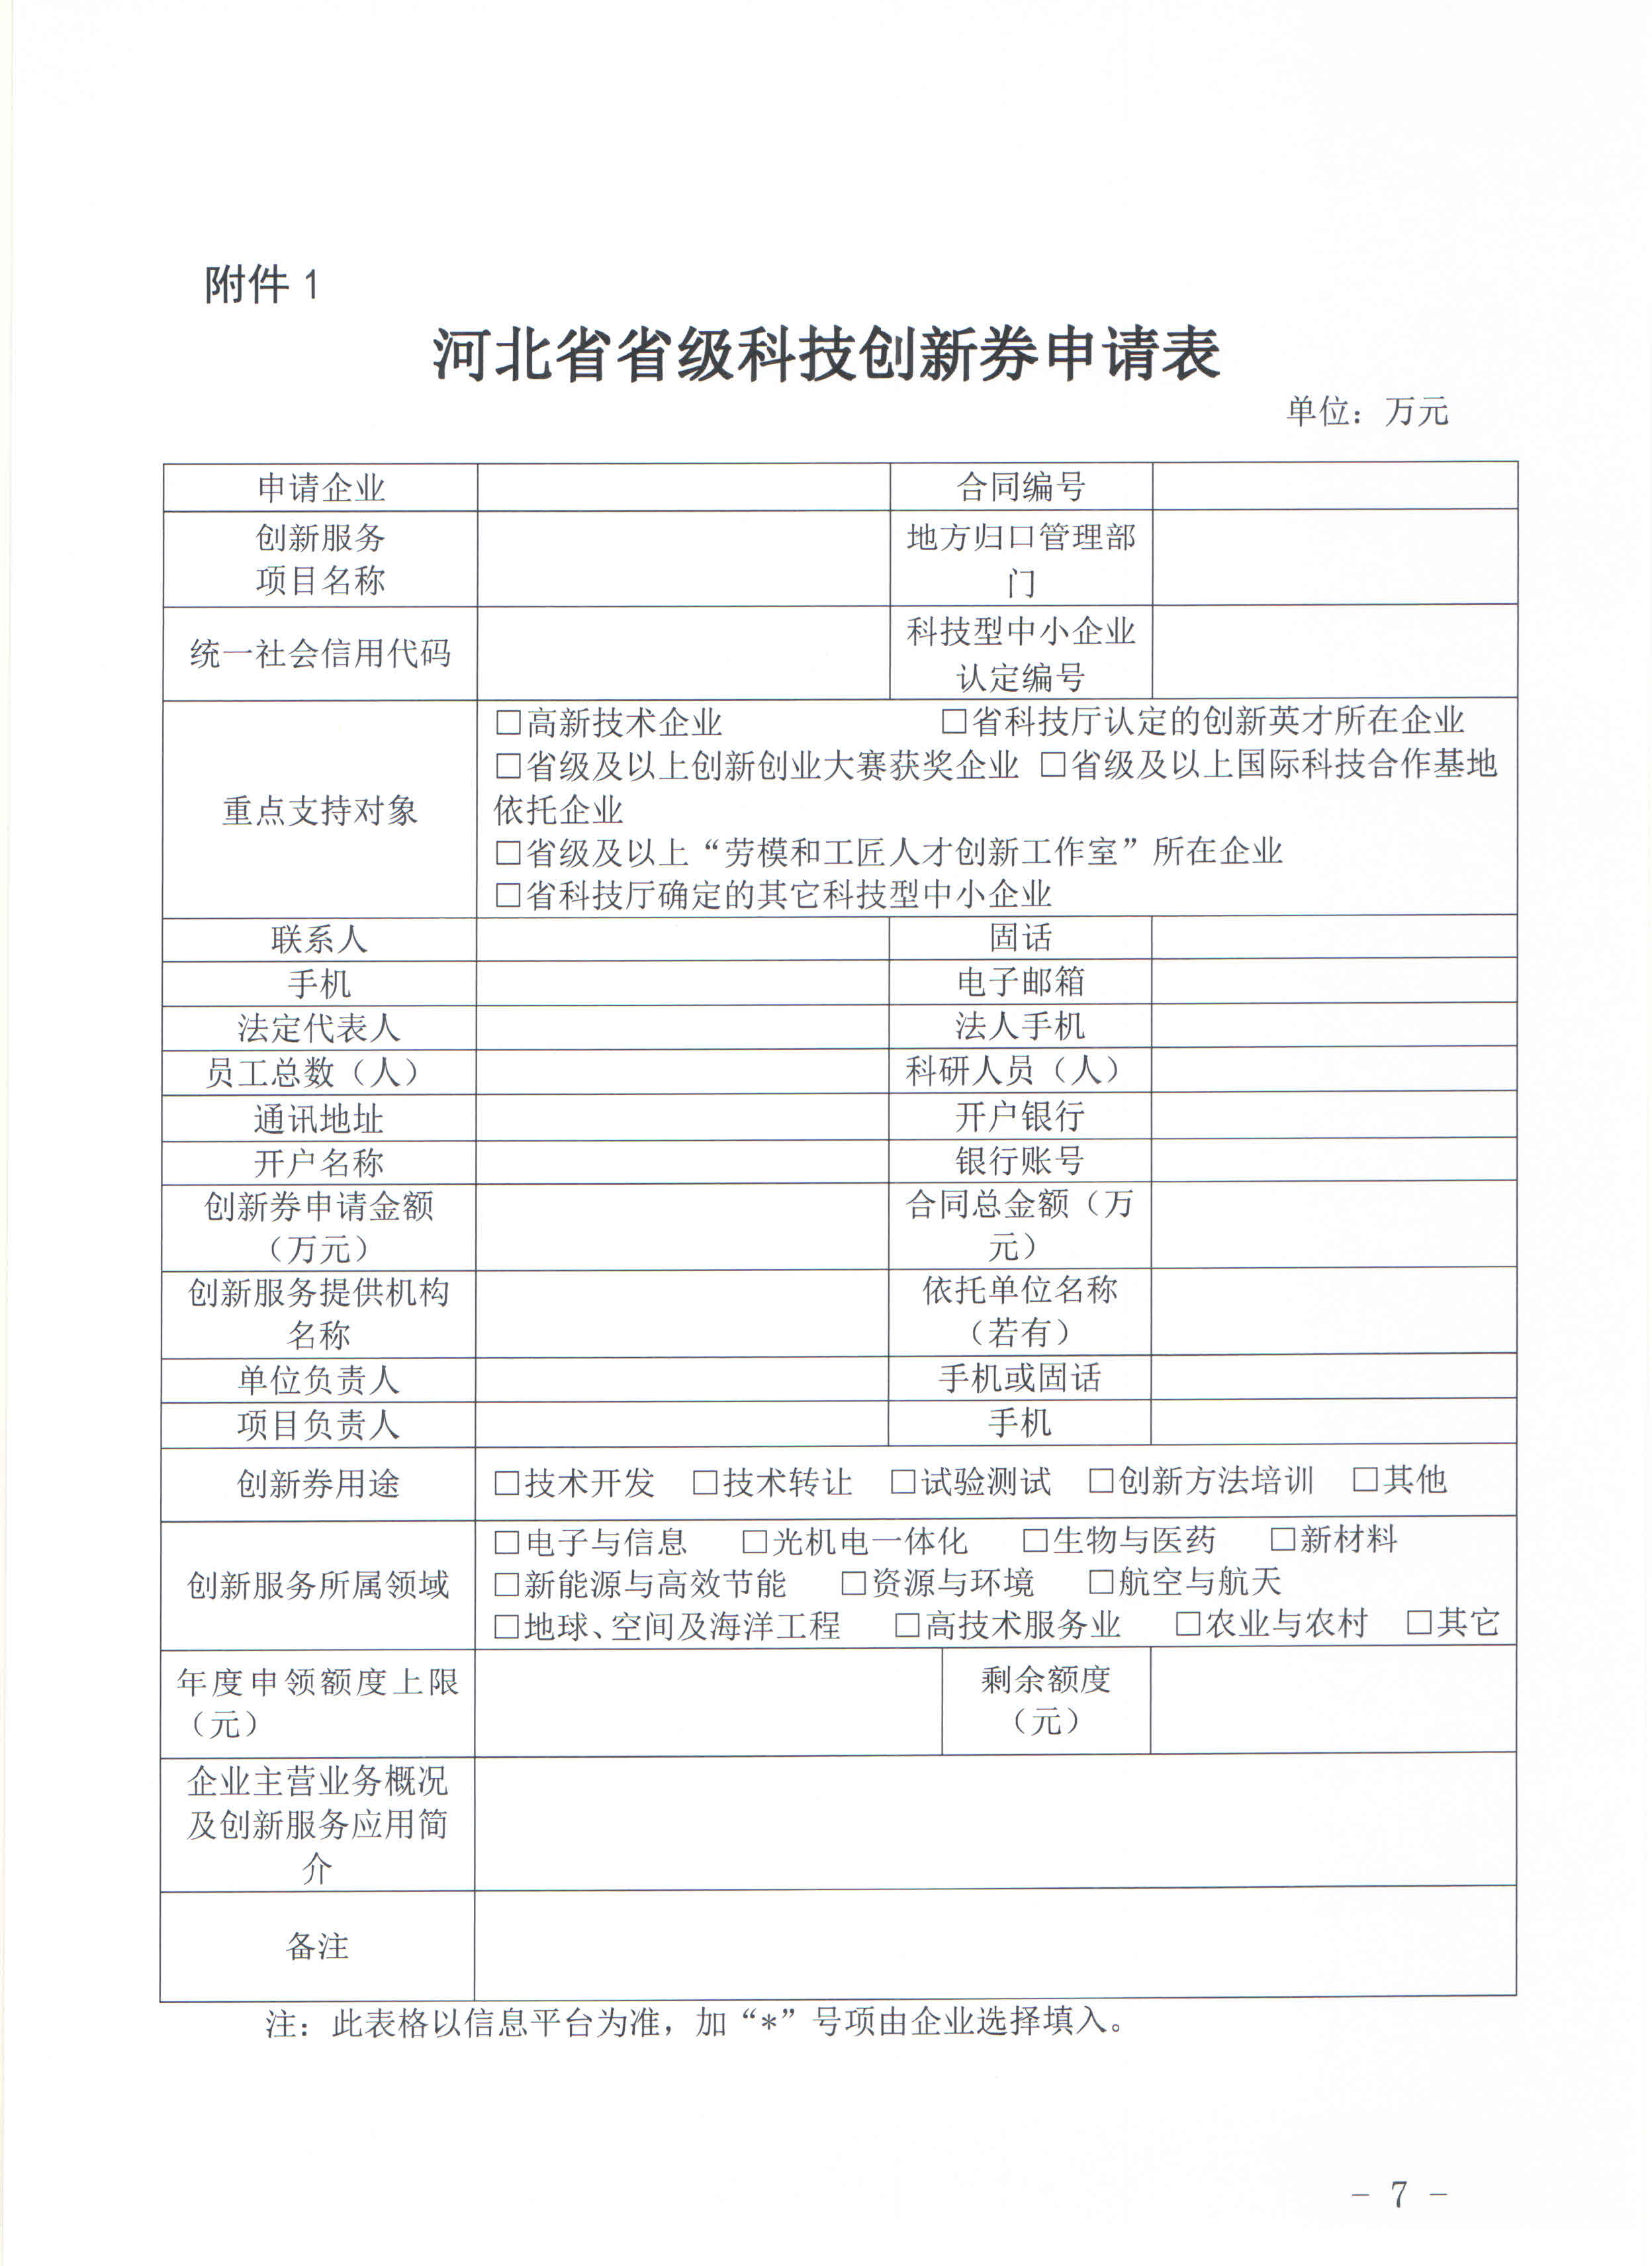 附件 1
河北省省级科技创新券申请表
单位：万元
申请企业 合同编号
创新服务
项目名称
地方归口管理部
门
统一社会信用代码
科技型中小企业
认定编号
重点支持对象
□高新技术企业 □省科技厅认定的创新英才所在企业
□省级及以上创新创业大赛获奖企业 □省级及以上国际科技合作基地
依托企业
□省级及以上“劳模和工匠人才创新工作室”所在企业
□省科技厅确定的其它科技型中小企业
联系人 固话
手机 电子邮箱
法定代表人 法人手机
员工总数（人） 科研人员（人）
通讯地址 开户银行
开户名称 银行账号
创新券申请金额
（万元）
合同总金额（万
元）
创新服务提供机构
名称
依托单位名称
（若有）
单位负责人 手机或固话
项目负责人 手机
创新券用途 □技术开发 □技术转让 □试验测试 □创新方法培训 □其他
创新服务所属领域
□电子与信息 □光机电一体化 □生物与医药 □新材料
□新能源与高效节能 □资源与环境 □航空与航天
□地球、空间及海洋工程 □高技术服务业 □农业与农村 □其它
年度申领额度上限
（元）
剩余额度
（元）
企业主营业务概况
及创新服务应用简
介
备注
注：此表格以信息平台为准，加“*”号项由企业选择填入。
－ 7 －